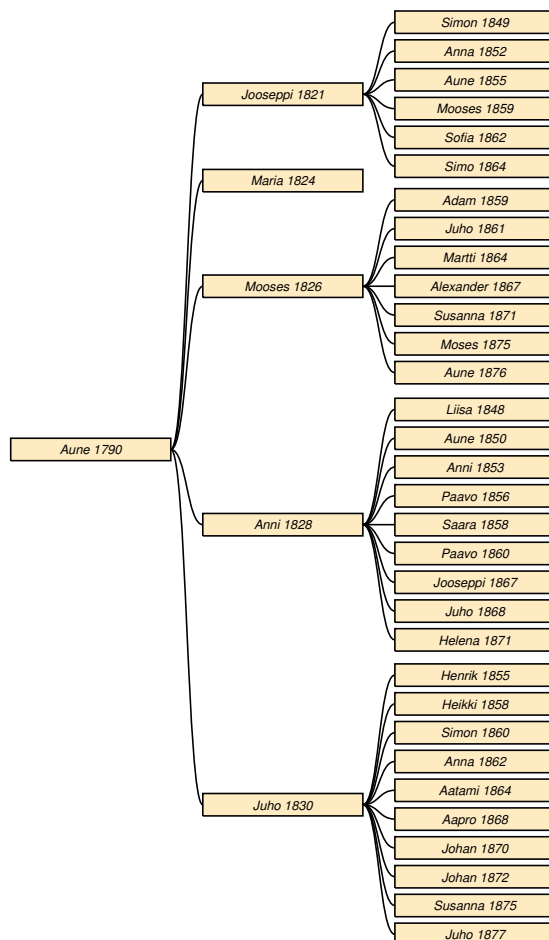 Aune 1790
Jooseppi 1821
Simon 1849
Anna 1852
Aune 1855
Mooses 1859
Sofia 1862
Simo 1864
Maria 1824
Mooses 1826
Adam 1859
Juho 1861
Martti 1864
Alexander 1867
Susanna 1871
Moses 1875
Aune 1876
Anni 1828
Liisa 1848
Aune 1850
Anni 1853
Paavo 1856
Saara 1858
Paavo 1860
Jooseppi 1867
Juho 1868
Helena 1871
Juho 1830
Henrik 1855
Heikki 1858
Simon 1860
Anna 1862
Aatami 1864
Aapro 1868
Johan 1870
Johan 1872
Susanna 1875
Juho 1877